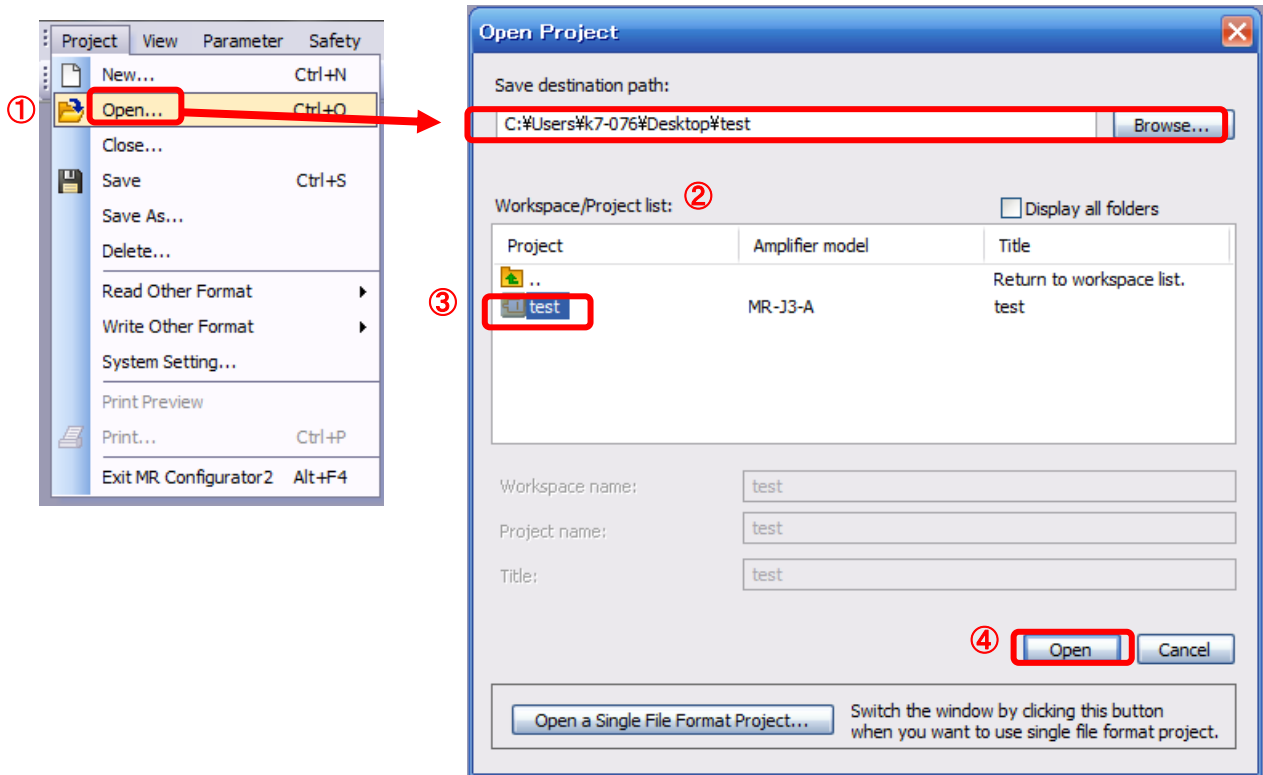 Project View Parameter Safety
New... Ctrl+N
① Open... Ctrl+O
Close...
Save Ctrl+S
Save As...
Delete...
Read Other Format
Write Other Format
System Setting...
Print Preview
Print... Ctrl+P
Exit MR Configurator2 Alt+F4
Open Project
Save destination path:
C:¥Users¥k7-076¥Desktop¥test Browse...
Workspace/Project list: ② Display all folders
Project Amplifier model Title
.. Return to workspace list.
③ test MR-J3-A test
Workspace name: test
Project name: test
Title: test
④ Open Cancel
Open a Single File Format Project... Switch the window by clicking this button
when you want to use single file format project.